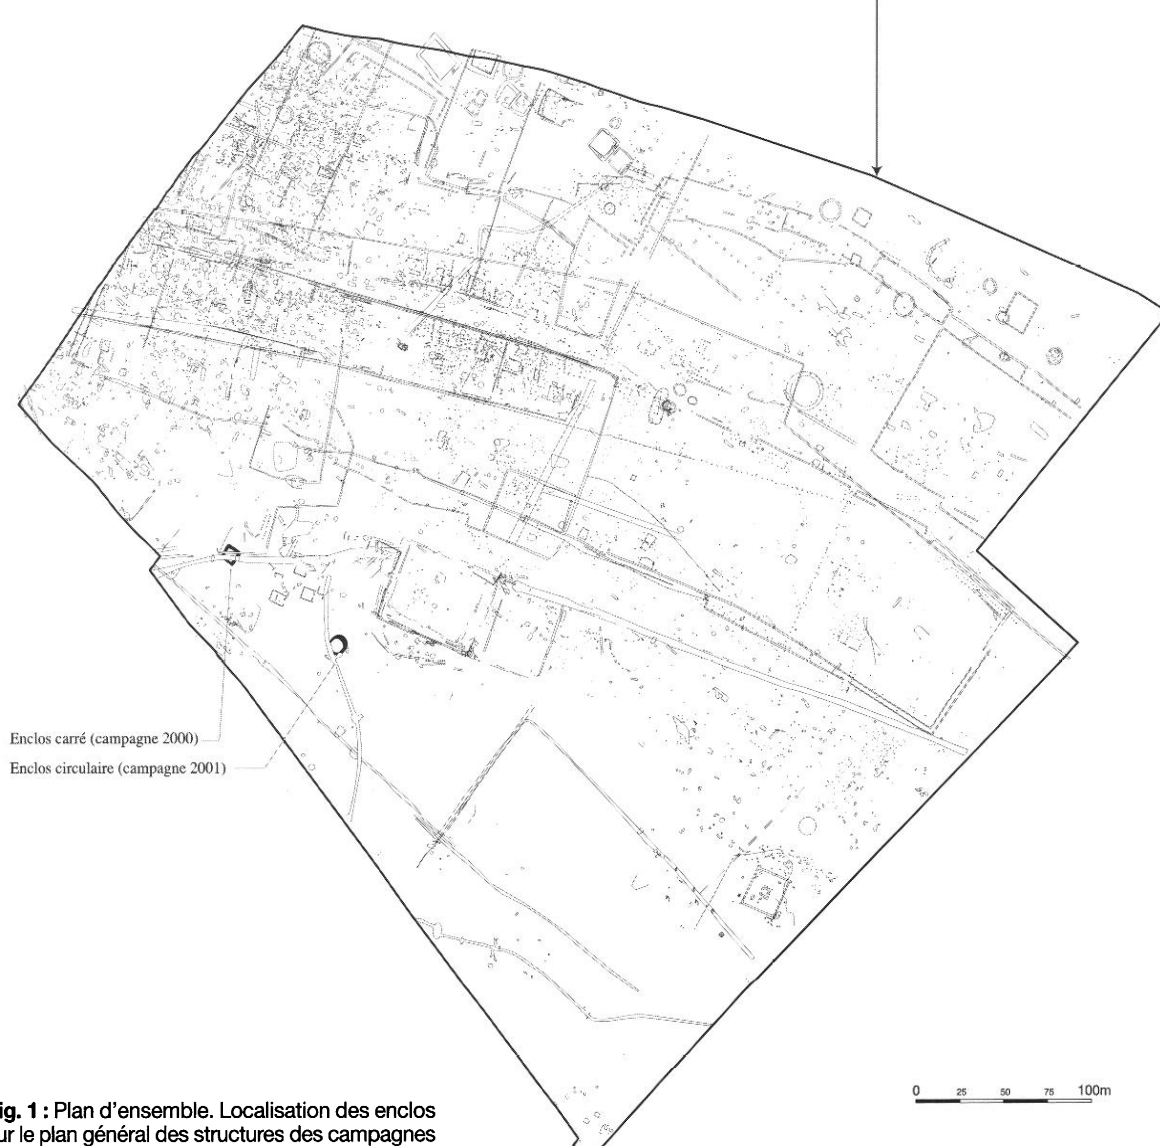 Enclos carré (campagne 2000)
Enclos circulaire (campagne 2001)
0 25 50 75 100m
ig. 1 : Plan d'ensemble. Localisation des enclos
ur le plan général des structures des campagnes